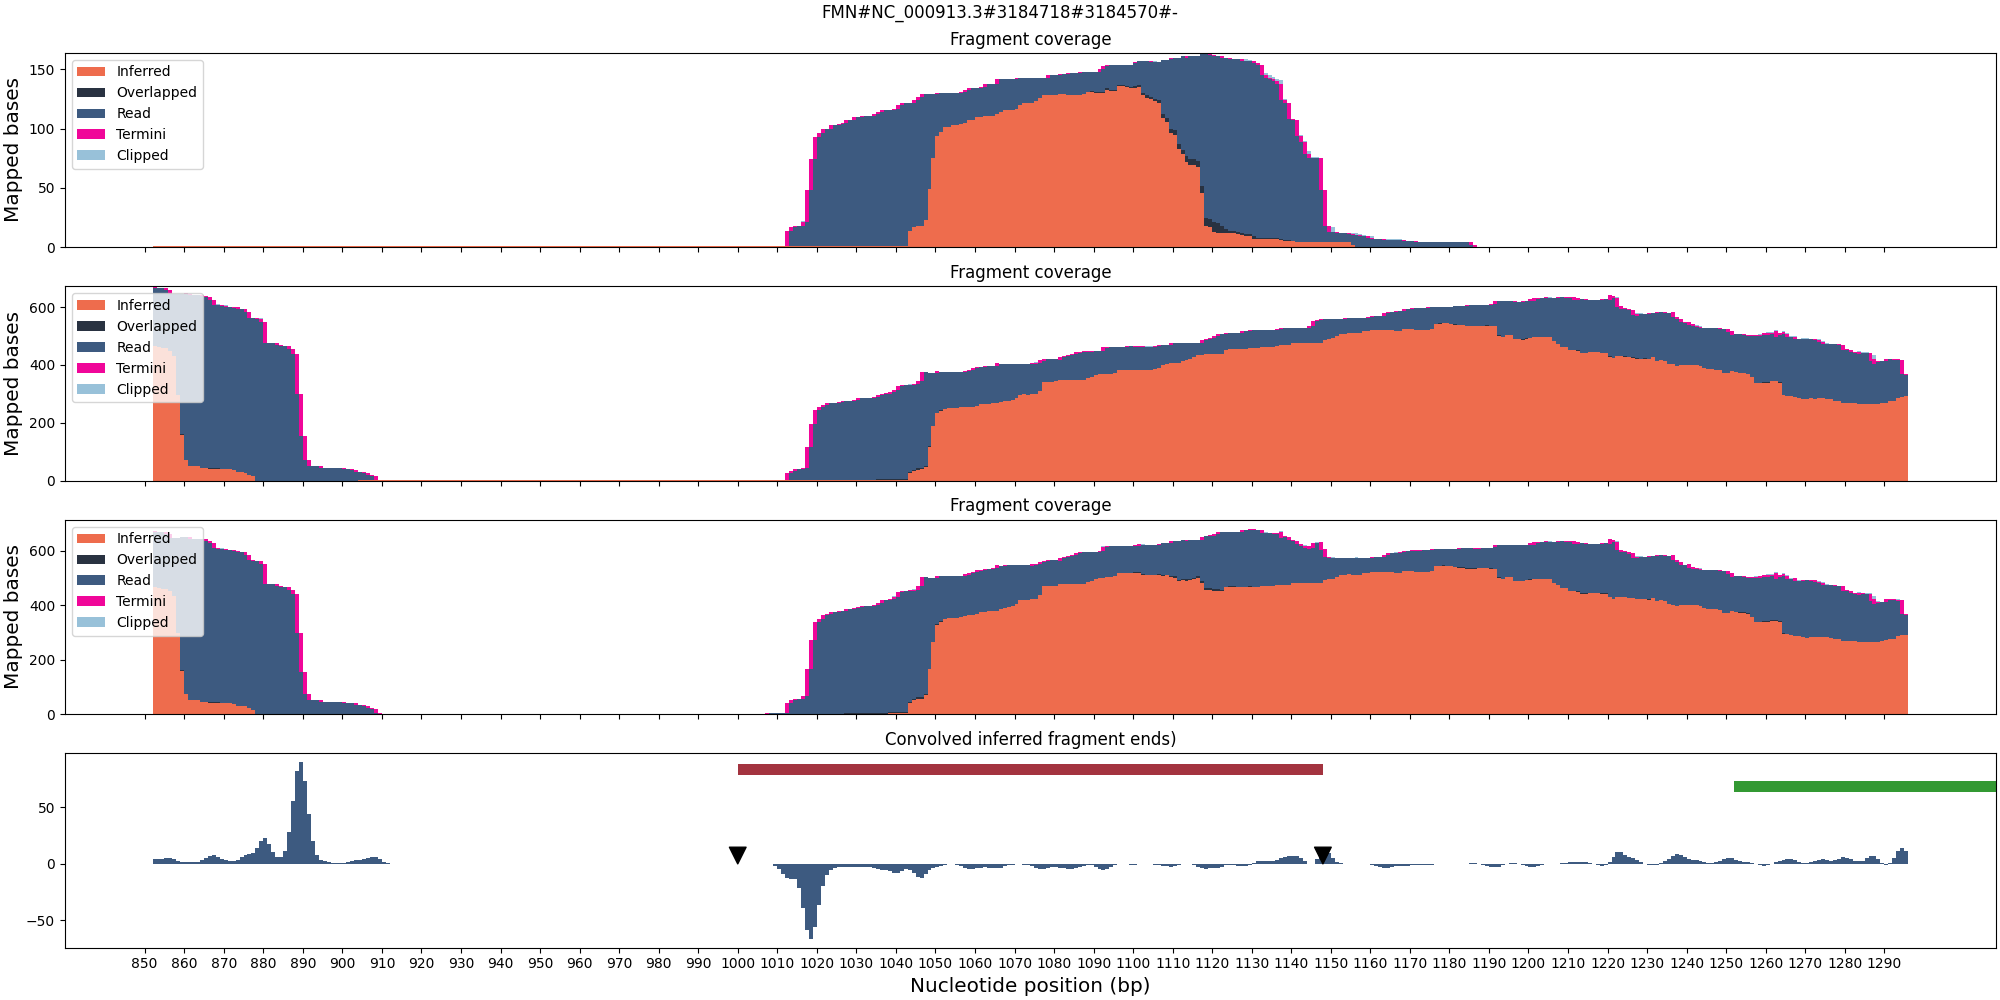 FMN#NC_000913.3#3184718#3184570#-
Fragment coverage
Mapped bases
150
100
50
0
Inferred
Overlapped
Read
Termini
Clipped
Fragment coverage
Mapped bases
600
400
200
0
Inferred
Overlapped
Read
Termini
Clipped
Fragment coverage
Mapped bases
600
400
200
0
Inferred
Overlapped
Read
Termini
Clipped
Convolved inferred fragment ends)
50
0
−50
850 860 870 880 890 900 910 920 930 940 950 960 970 980 990 1000 1010 1020 1030 1040 1050 1060 1070 1080 1090 1100 1110 1120 1130 1140 1150 1160 1170 1180 1190 1200 1210 1220 1230 1240 1250 1260 1270 1280 1290
Nucleotide position (bp)